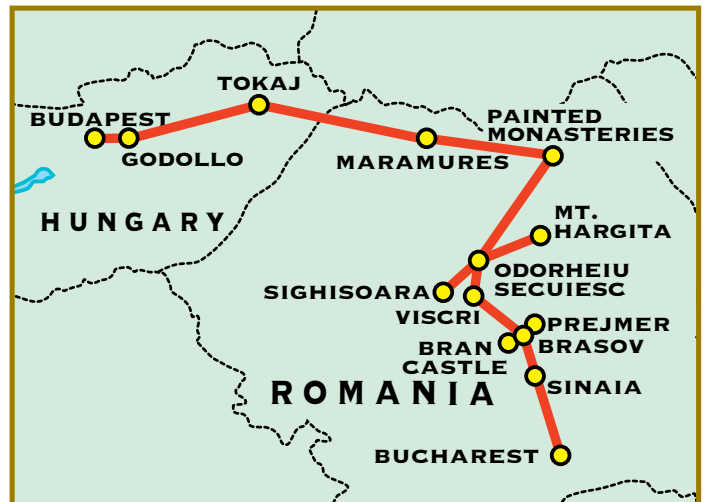 TOKAJ
BUDAPEST
GODOLLO
PAINTED
MONASTERIES
MARAMURES
HUNGARY
MT.
HARGITA
ODORHEIU
SECUIESC
SIGHISOARA
VISCRI
PREJMER
BRASOV
BRAN
CASTLE
SINAIA
ROMANIA
BUCHAREST